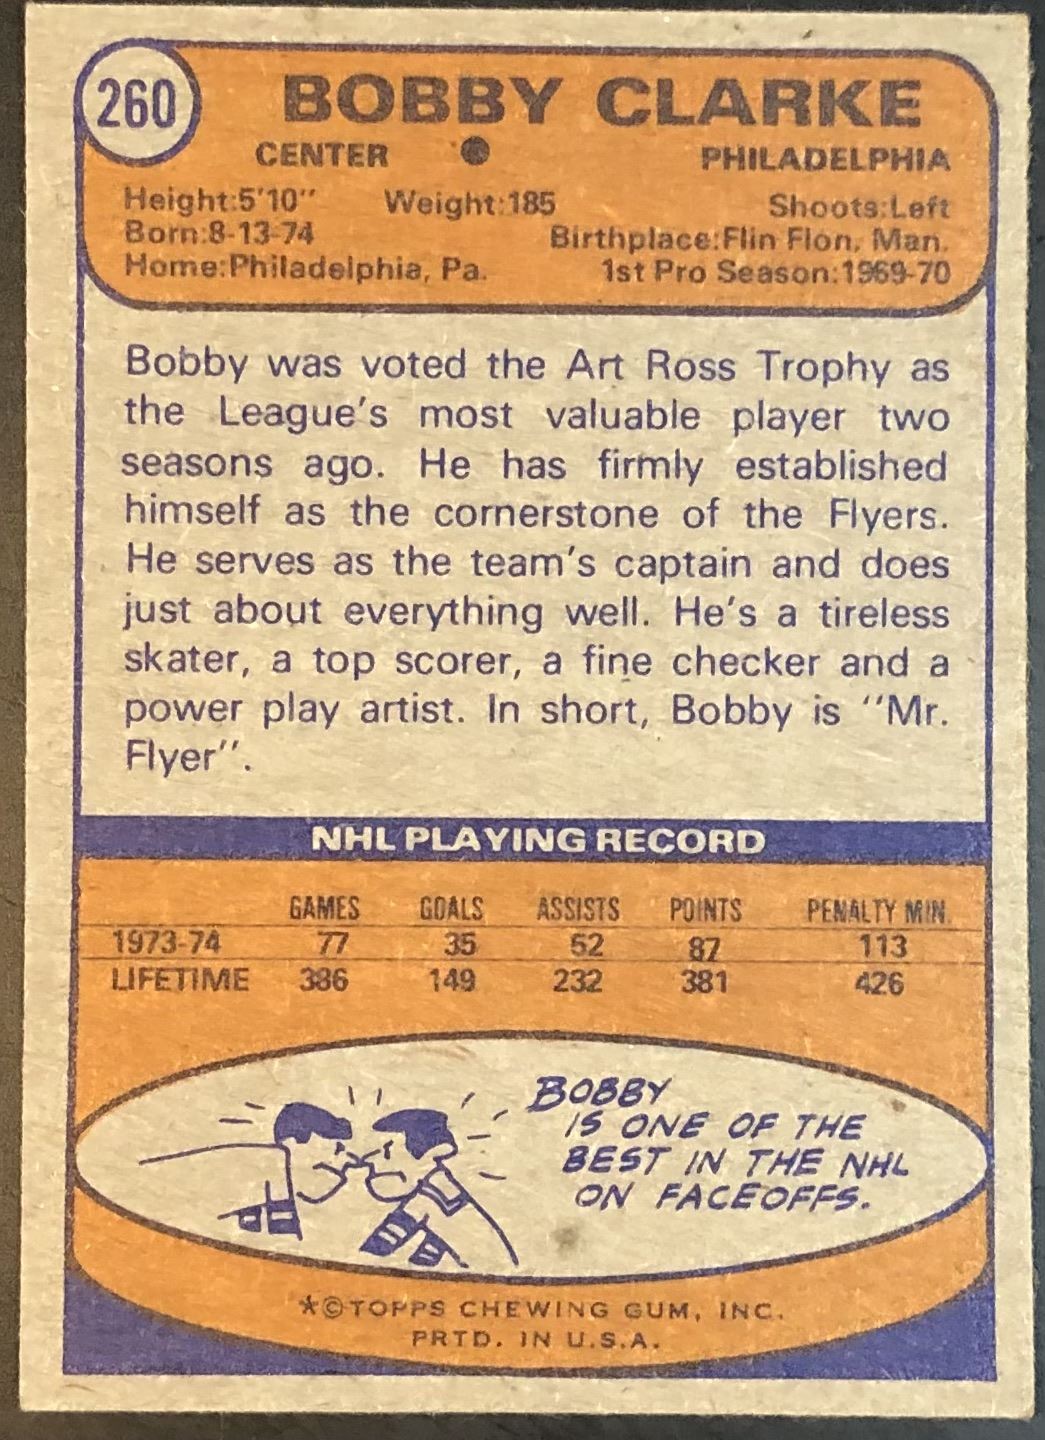 260
BOBBY CLARKE
CENTER PHILADELPHIA
Height:5'10" Weight:185 Shoots:Left
Born:8-13-74 Birthplace:Flin Flon, Man.
Home:Philadelphia, Pa. 1st Pro Season:1969-70
Bobby was voted the Art Ross Trophy as
the League's most valuable player two
seasons ago. He has firmly established
himself as the cornerstone of the Flyers.
He serves as the team's captain and does
just about everything well. He's a tireless
skater, a top scorer, a fine checker and a
power play artist. In short, Bobby is "Mr.
Flyer".
NHL PLAYING RECORD
GAMES GOALS ASSISTS POINTS PENALTY MIN.
1973-74 77 35 52 87 113
LIFETIME 386 149 232 381 426
BOBBY
IS ONE OF THE
BEST IN THE NHL
ON FACEOFFS.
*©TOPPS CHEWING GUM, INC.
PRTD. IN U.S.A.